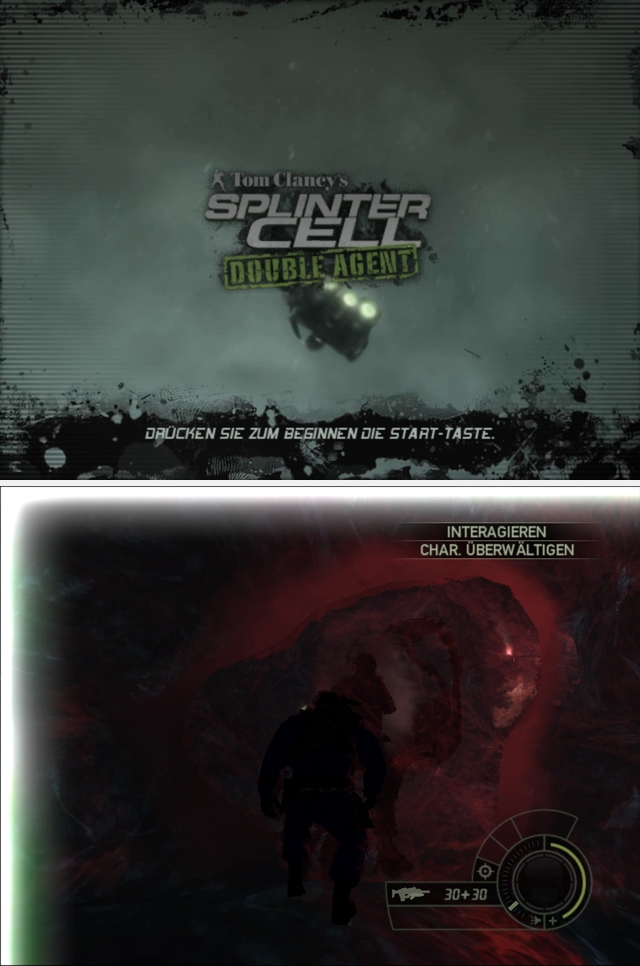 Tom Clancy's
SPLINTER
CELL
DOUBLE AGENT
DRÜCKEN SIE ZUM BEGINNEN DIE START-TASTE.
INTERAGIEREN
CHAR. ÜBERWÄLTIGEN
30+30